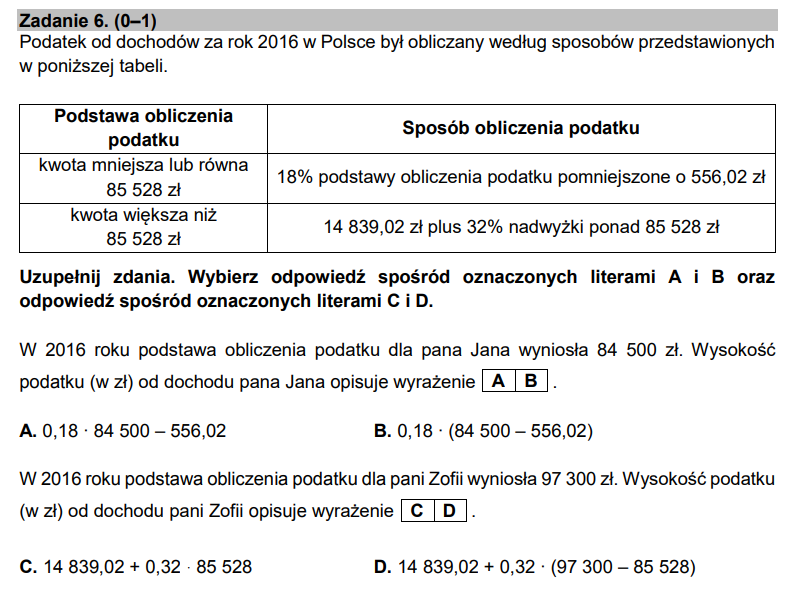 Zadanie 6. (0–1)
Podatek od dochodów za rok 2016 w Polsce był obliczany według sposobów przedstawionych
w poniższej tabeli.
Podstawa obliczenia
podatku
Sposób obliczenia podatku
kwota mniejsza lub równa
85 528 zł
18% podstawy obliczenia podatku pomniejszone o 556,02 zł
kwota większa niż
85 528 zł
14 839,02 zł plus 32% nadwyżki ponad 85 528 zł
Uzupełnij zdania. Wybierz odpowiedź spośród oznaczonych literami A i B oraz
odpowiedź spośród oznaczonych literami C i D.
W 2016 roku podstawa obliczenia podatku dla pana Jana wyniosła 84 500 zł. Wysokość
podatku (w zł) od dochodu pana Jana opisuje wyrażenie A B .
A. 0,18 · 84 500 – 556,02 B. 0,18 · (84 500 – 556,02)
W 2016 roku podstawa obliczenia podatku dla pani Zofii wyniosła 97 300 zł. Wysokość podatku
(w zł) od dochodu pani Zofii opisuje wyrażenie C D .
C. 14 839,02 + 0,32 · 85 528 D. 14 839,02 + 0,32 · (97 300 – 85 528)